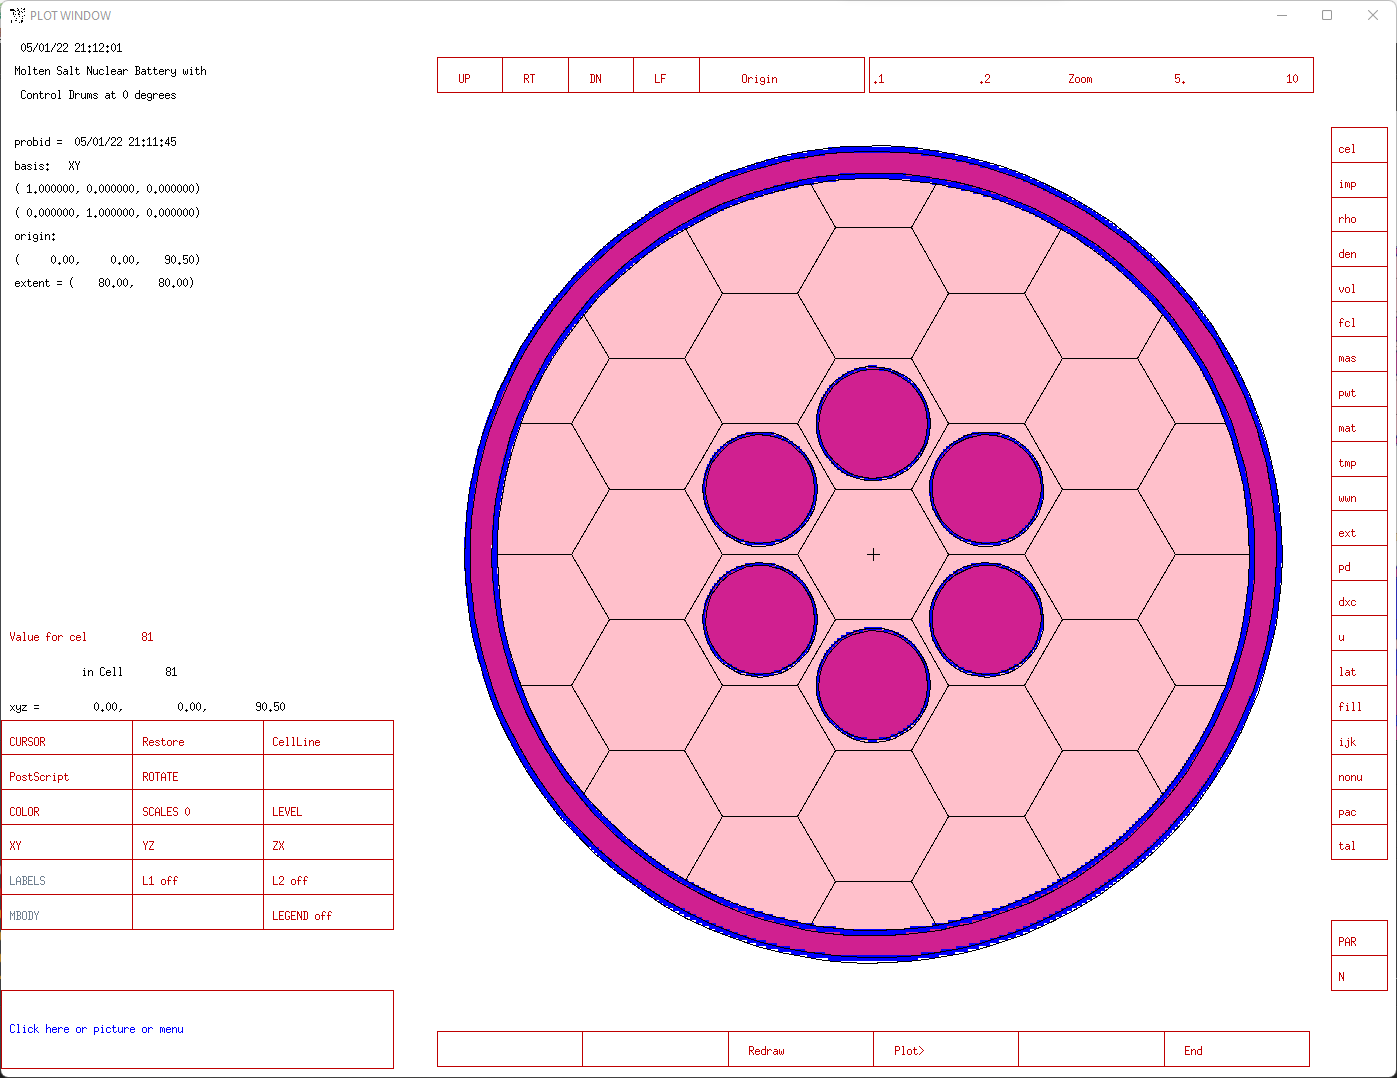 PLOT WINDOW
05/01/22 21:12:01
Molten Salt Nuclear Battery with
Control Drums at 0 degrees
probid = 05/01/22 21:11:45
basis: XY
( 1.000000, 0.000000, 0.000000)
( 0.000000, 1.000000, 0.000000)
origin:
( 0.00, 0.00, 90.50)
extent = ( 80.00, 80.00)
UP RT DN LF Origin .1 .2 Zoom 5. 10
cel
imp
rho
den
vol
fcl
mas
pwt
mat
tmp
wwn
ext
pd
dxc
u
lat
fill
ijk
nonu
pac
tal
PAR
N
Value for cel 81
in Cell 81
xyz = 0.00, 0.00, 90.50
CURSOR Restore CellLine
PostScript ROTATE
COLOR SCALES 0 LEVEL
XY YZ ZX
LABELS L1 off L2 off
MBODY LEGEND off
Click here or picture or menu
Redraw Plot> End